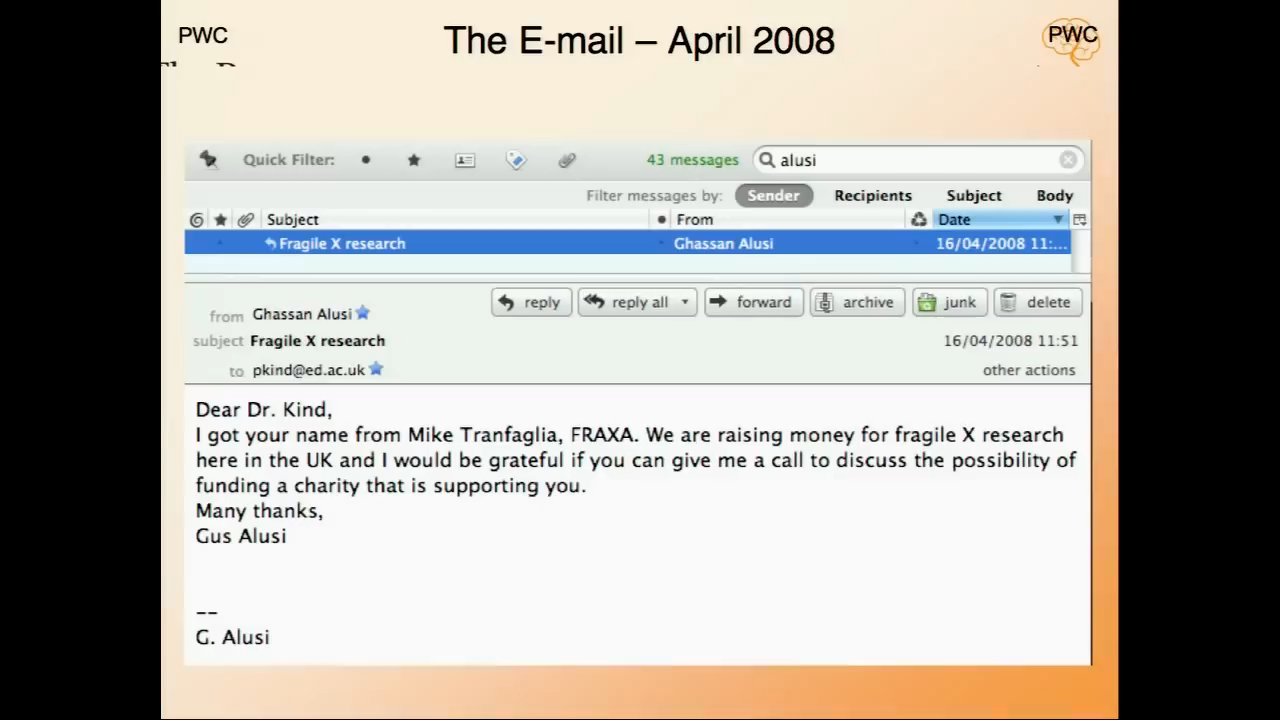 PWC
The E-mail – April 2008
PWC
Quick Filter:
43 messages
alusi
Filter messages by:
Sender
Recipients
Subject
Body
Subject
From
Date
Fragile X research
Ghassan Alusi
16/04/2008 11:...
reply
reply all
forward
archive
junk
delete
from Ghassan Alusi
subject Fragile X research
16/04/2008 11:51
to pkind@ed.ac.uk
other actions
Dear Dr. Kind,
I got your name from Mike Tranfaglia, FRAXA. We are raising money for fragile X research
here in the UK and I would be grateful if you can give me a call to discuss the possibility of
funding a charity that is supporting you.
Many thanks,
Gus Alusi
--
G. Alusi